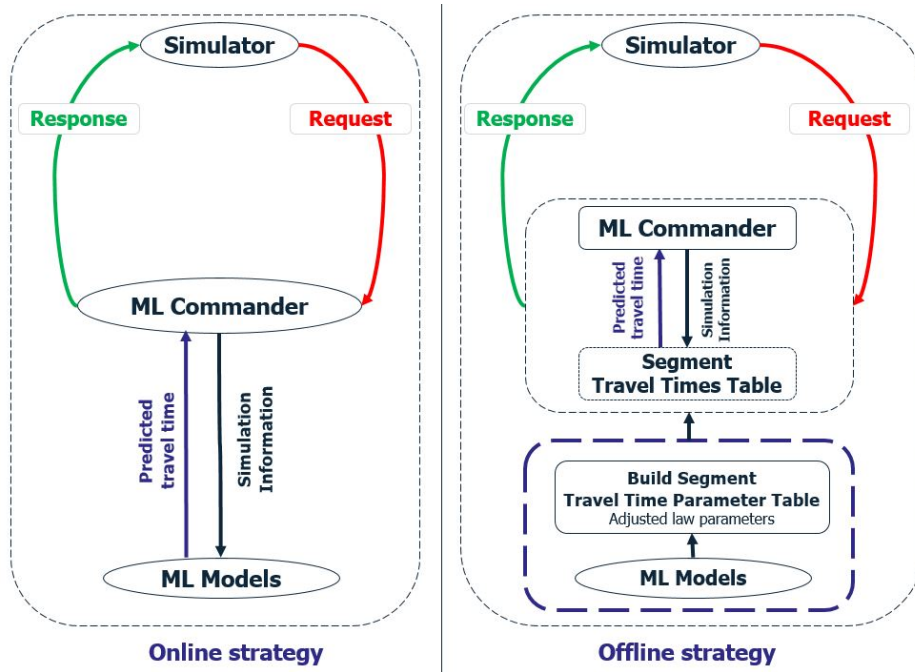 Simulator
Response
Request
ML Commander
Predicted
travel time
Simulation
Information
ML Models
Online strategy
Simulator
Response
Request
ML Commander
Predicted
travel time
Simulation
Information
Segment
Travel Times Table
Build Segment
Travel Time Parameter Table
Adjusted law parameters
ML Models
Offline strategy